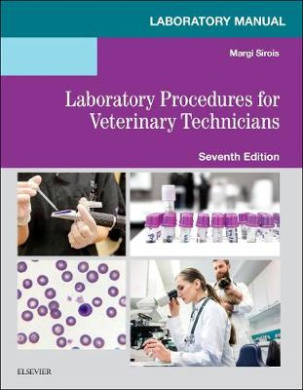 LABORATORY MANUAL
Margi Sirois
Laboratory Procedures for
Veterinary Technicians
Seventh Edition
ELSEVIER